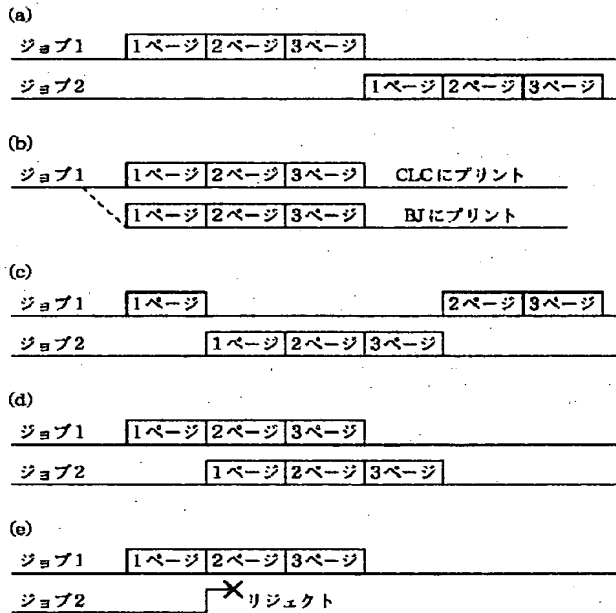 (a)
ジョブ1 1ページ 2ページ 3ページ
ジョブ2 1ページ 2ページ 3ページ
(b)
ジョブ1 1ページ 2ページ 3ページ CLCにプリント
1ページ 2ページ 3ページ BJにプリント
(c)
ジョブ1 1ページ 2ページ 3ページ
ジョブ2 1ページ 2ページ 3ページ
(d)
ジョブ1 1ページ 2ページ 3ページ
ジョブ2 1ページ 2ページ 3ページ
(e)
ジョブ1 1ページ 2ページ 3ページ
ジョブ2 リジェクト